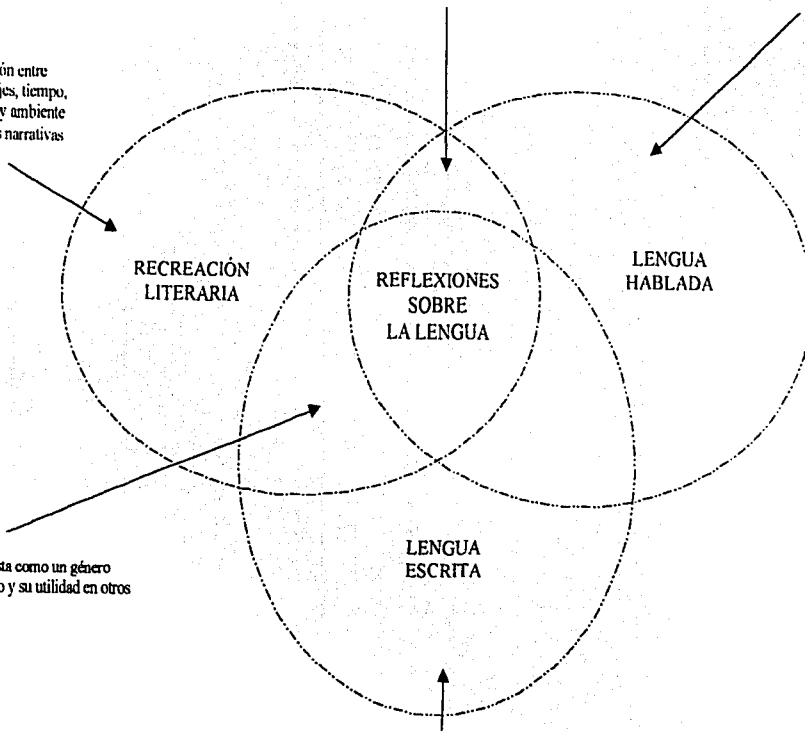 ón entre
jes, tiempo,
y ambiente
s narrativas
RECREACIÓN
LITERARIA
REFLEXIONES
SOBRE
LA LENGUA
LENGUA
HABLADA
LENGUA
ESCRITA
sta como un género
o y su utilidad en otros